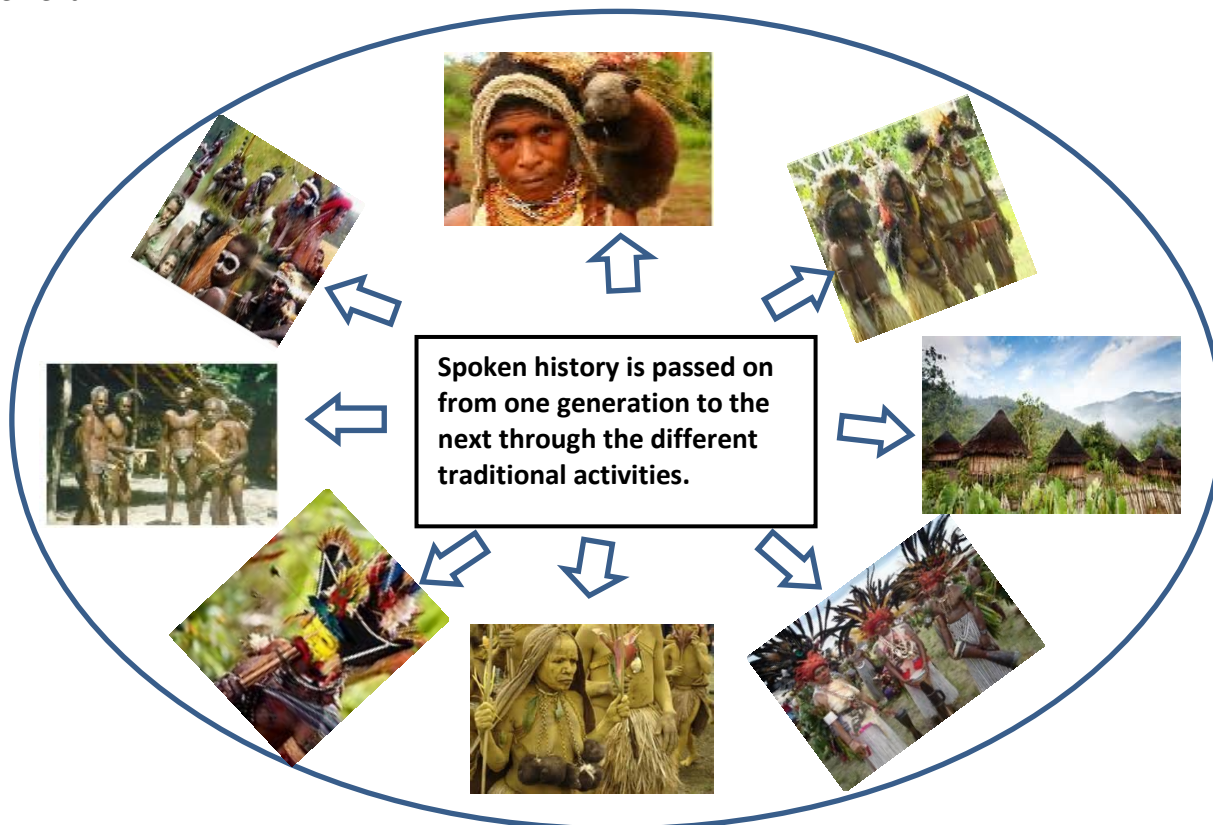 Spoken history is passed on
from one generation to the
next through the different
traditional activities.